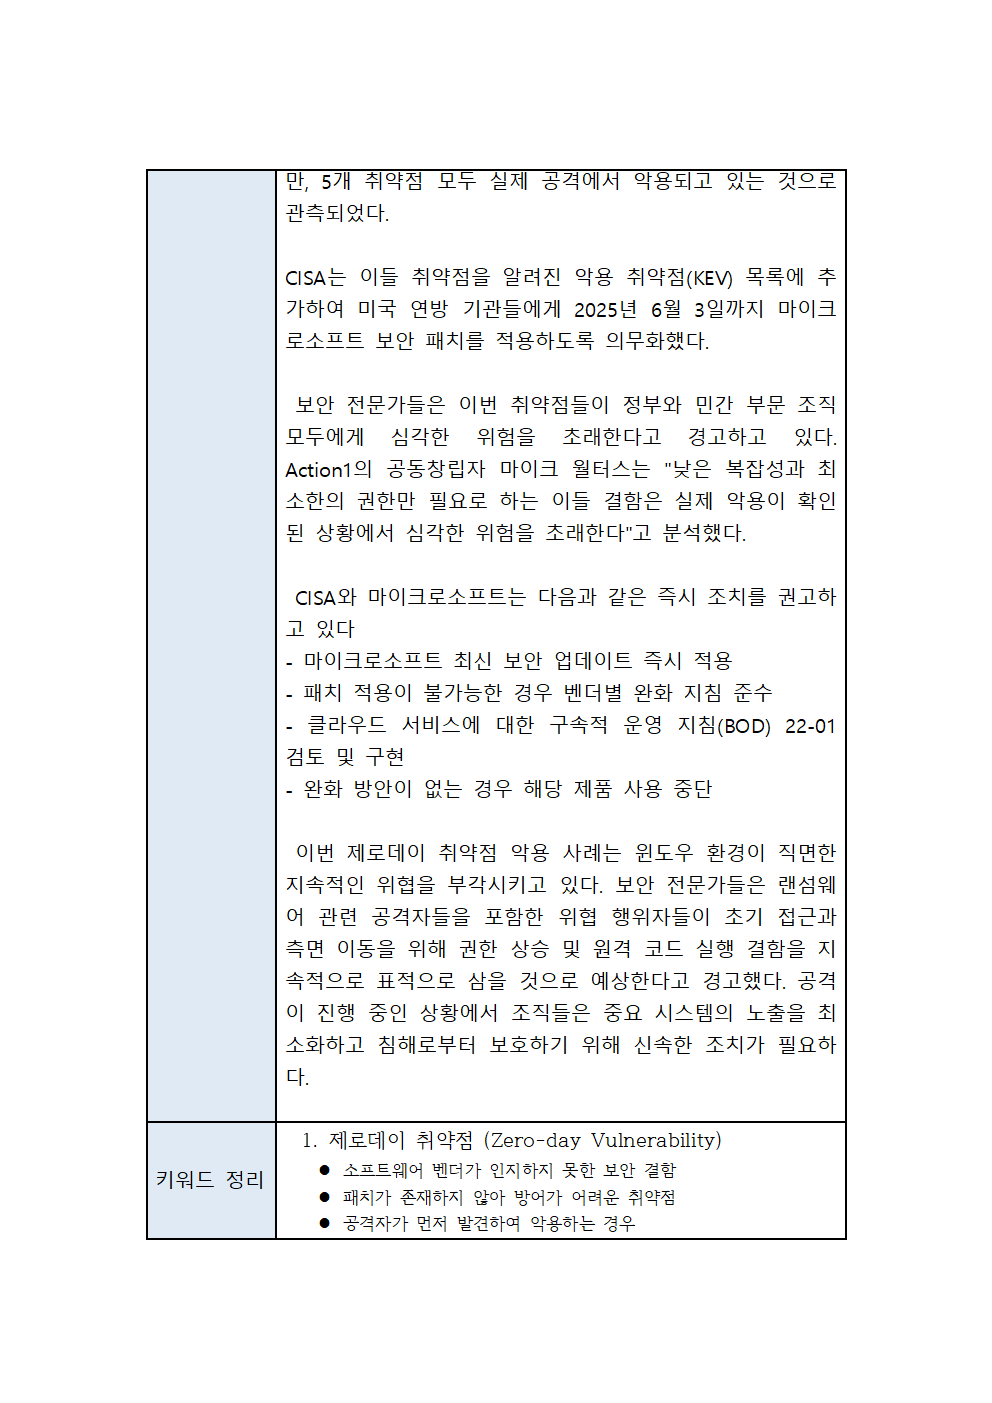 만, 5개 취약점 모두 실제 공격에서 악용되고 있는 것으로
관측되었다.
CISA는 이들 취약점을 알려진 악용 취약점(KEV) 목록에 추
가하여 미국 연방 기관들에게 2025년 6월 3일까지 마이크
로소프트 보안 패치를 적용하도록 의무화했다.
보안 전문가들은 이번 취약점들이 정부와 민간 부문 조직
모두에게 심각한 위험을 초래한다고 경고하고 있다.
Action1의 공동창립자 마이크 월터스는 "낮은 복잡성과 최
소한의 권한만 필요로 하는 이들 결함은 실제 악용이 확인
된 상황에서 심각한 위험을 초래한다"고 분석했다.
CISA와 마이크로소프트는 다음과 같은 즉시 조치를 권고하
고 있다
- 마이크로소프트 최신 보안 업데이트 즉시 적용
- 패치 적용이 불가능한 경우 벤더별 완화 지침 준수
- 클라우드 서비스에 대한 구속적 운영 지침(BOD) 22-01
검토 및 구현
- 완화 방안이 없는 경우 해당 제품 사용 중단
이번 제로데이 취약점 악용 사례는 윈도우 환경이 직면한
지속적인 위협을 부각시키고 있다. 보안 전문가들은 랜섬웨
어 관련 공격자들을 포함한 위협 행위자들이 초기 접근과
측면 이동을 위해 권한 상승 및 원격 코드 실행 결함을 지
속적으로 표적으로 삼을 것으로 예상한다고 경고했다. 공격
이 진행 중인 상황에서 조직들은 중요 시스템의 노출을 최
소화하고 침해로부터 보호하기 위해 신속한 조치가 필요하
다.
키워드 정리
1. 제로데이 취약점 (Zero-day Vulnerability)
● 소프트웨어 벤더가 인지하지 못한 보안 결함
● 패치가 존재하지 않아 방어가 어려운 취약점
● 공격자가 먼저 발견하여 악용하는 경우